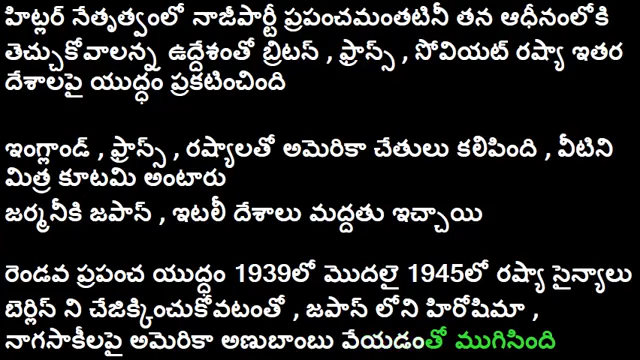 హిట్లర్ నేతృత్వంలో నాజీపార్టీ ప్రపంచమంతటినీ తన ఆధీనంలోకి
తెచ్చుకోవాలన్న ఉద్దేశంతో బ్రిటన్ , ఫ్రాన్స్ , సోవియట్ రష్యా ఇతర
దేశాలపై యుద్ధం ప్రకటించింది
ఇంగ్లాండ్ , ఫ్రాన్స్ , రష్యాలతో అమెరికా చేతులు కలిపింది , వీటిని
మిత్ర కూటమి అంటారు
జర్మనీకి జపాన్ , ఇటలీ దేశాలు మద్దతు ఇచ్చాయి
రెండవ ప్రపంచ యుద్ధం 1939లో మొదలై 1945లో రష్యా సైన్యాలు
బెర్లిన్ ని చేజిక్కించుకోవటంతో , జపాన్ లోని హిరోషిమా ,
నాగసాకీలపై అమెరికా అణుబాంబు వేయడంతో ముగిసింది